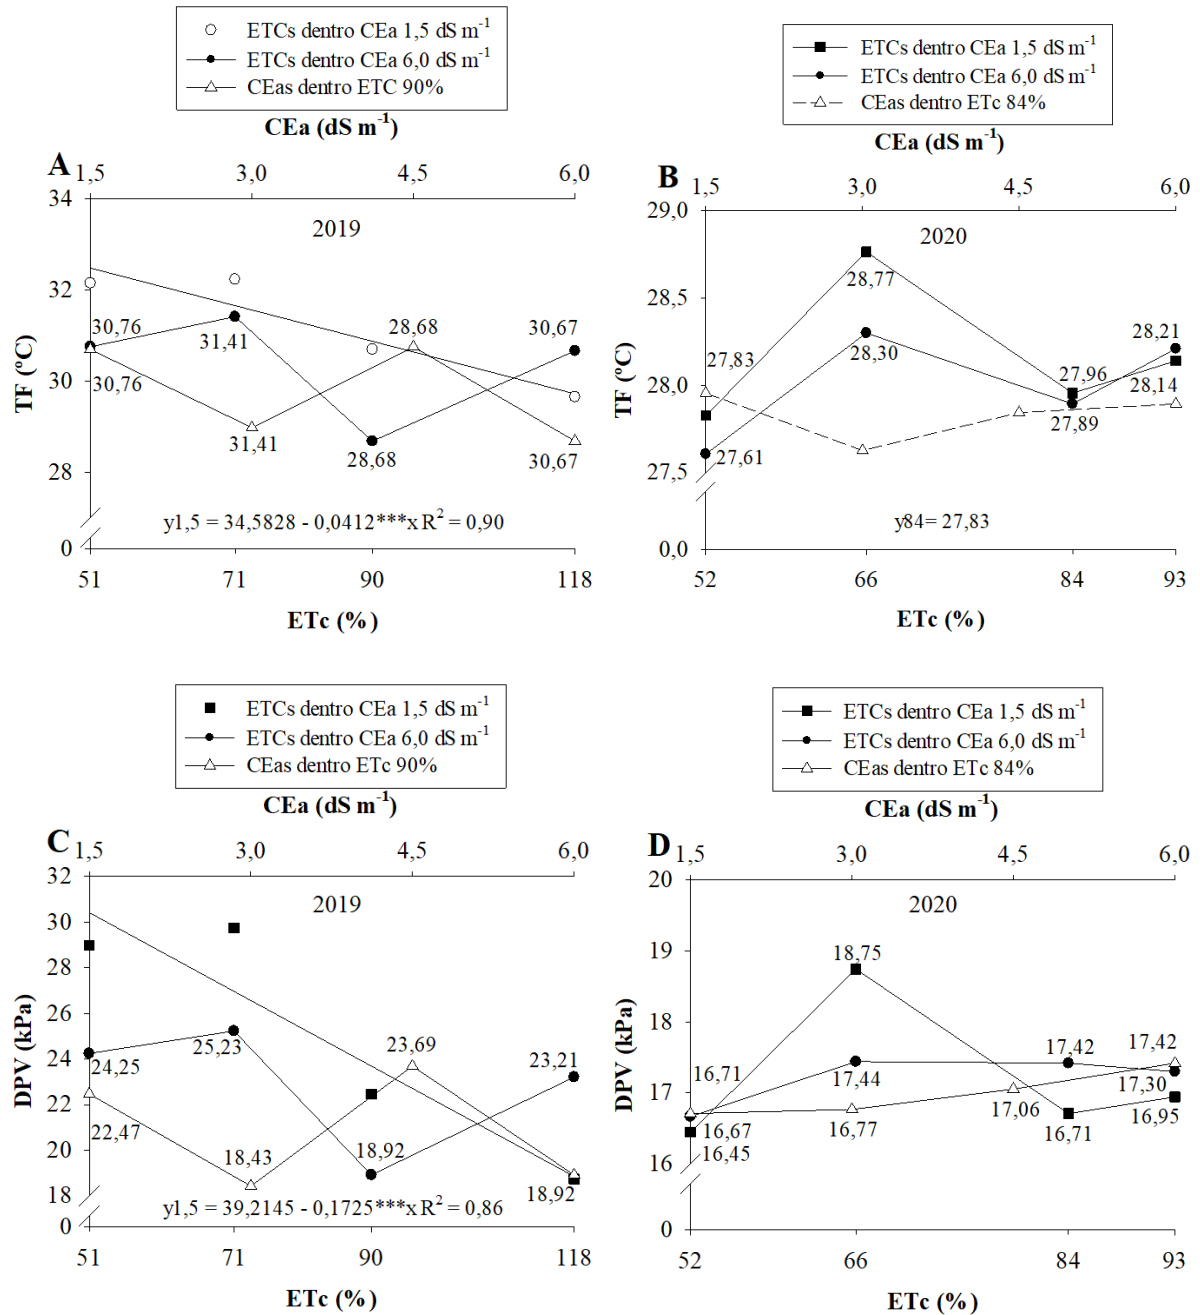 ETCs dentro CEa 1,5 dS m⁻¹
ETCs dentro CEa 6,0 dS m⁻¹
CEas dentro ETC 90%
CEa (dS m⁻¹)
A
1,5 3,0 4,5 6,0
34
2019
32
30,76 31,41 28,68 30,67
30
30,76 31,41 28,68 30,67
28
TF (ºC)
y1,5 = 34,5828 - 0,0412***x R² = 0,90
0
51 71 90 118
ETc (%)
ETCs dentro CEa 1,5 dS m⁻¹
ETCs dentro CEa 6,0 dS m⁻¹
CEas dentro ETc 84%
CEa (dS m⁻¹)
B
1,5 3,0 4,5 6,0
29,0
2020
28,77
28,5
28,21
27,83 28,30 27,96
28,14
28,0
27,61 27,89
27,5
TF (ºC)
y84= 27,83
0,0
52 66 84 93
ETc (%)
ETCs dentro CEa 1,5 dS m⁻¹
ETCs dentro CEa 6,0 dS m⁻¹
CEas dentro ETc 90%
CEa (dS m⁻¹)
C
1,5 3,0 4,5 6,0
32
2019
30
28
26
25,23 23,69 23,21
24
24,25
22
22,47
20
18,43 18,92
18,92
18
DPV (kPa)
y1,5 = 39,2145 - 0,1725***x R² = 0,86
0
51 71 90 118
ETc (%)
ETCs dentro CEa 1,5 dS m⁻¹
ETCs dentro CEa 6,0 dS m⁻¹
CEas dentro ETc 84%
CEa (dS m⁻¹)
D
1,5 3,0 4,5 6,0
20
2020
19
18,75
18
17,42 17,42
16,71 17,44
17,30
17
17,06
16,67 16,77 16,71 16,95
16,45
16
DPV (kPa)
0
52 66 84 93
ETc (%)